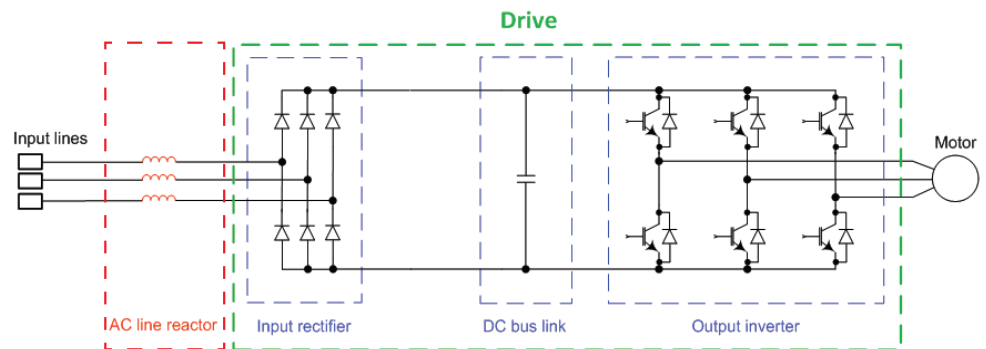 Drive
Input lines
Motor
AC line reactor
Input rectifier
DC bus link
Output inverter